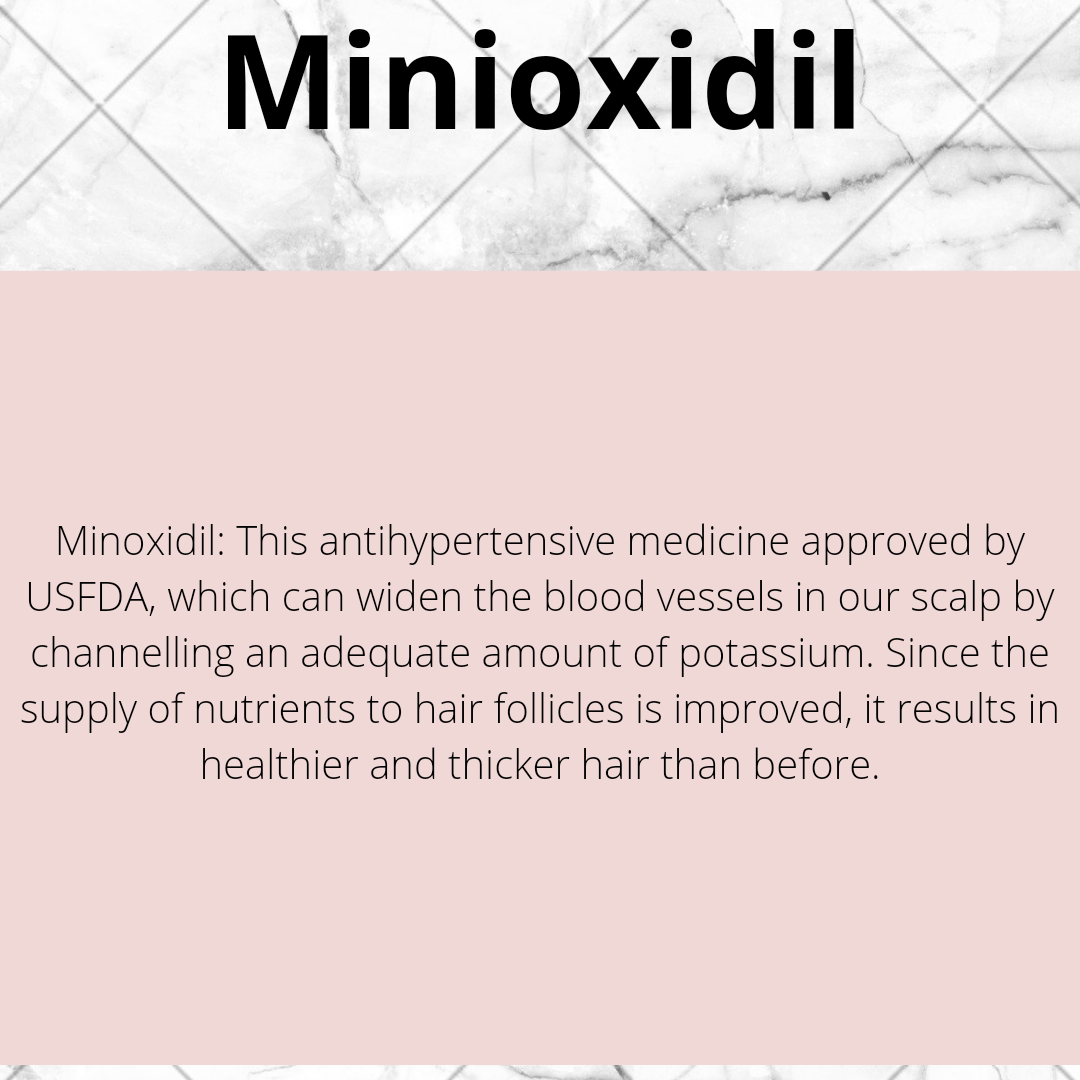 Minioxidil
Minoxidil: This antihypertensive medicine approved by
USFDA, which can widen the blood vessels in our scalp by
channelling an adequate amount of potassium. Since the
supply of nutrients to hair follicles is improved, it results in
healthier and thicker hair than before.